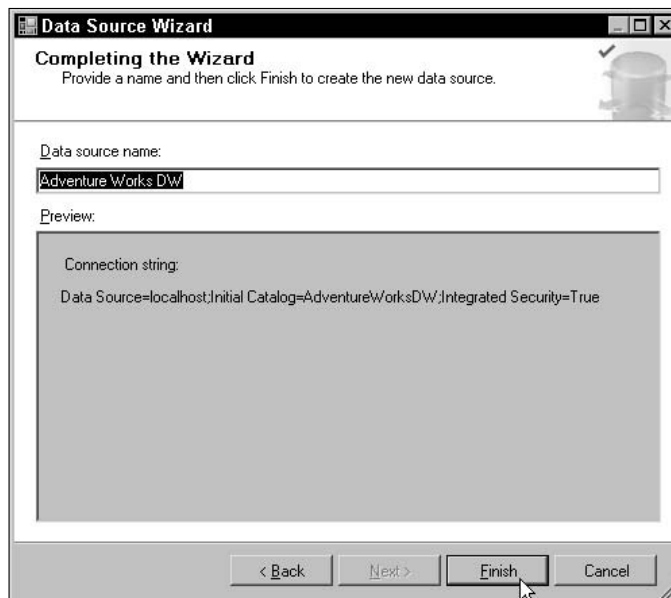 Data Source Wizard
Completing the Wizard
Provide a name and then click Finish to create the new data source.
Data source name:
Adventure Works DW
Preview:
Connection string:
Data Source=localhost;Initial Catalog=AdventureWorksDW;Integrated Security=True
< Back Next > Finish Cancel